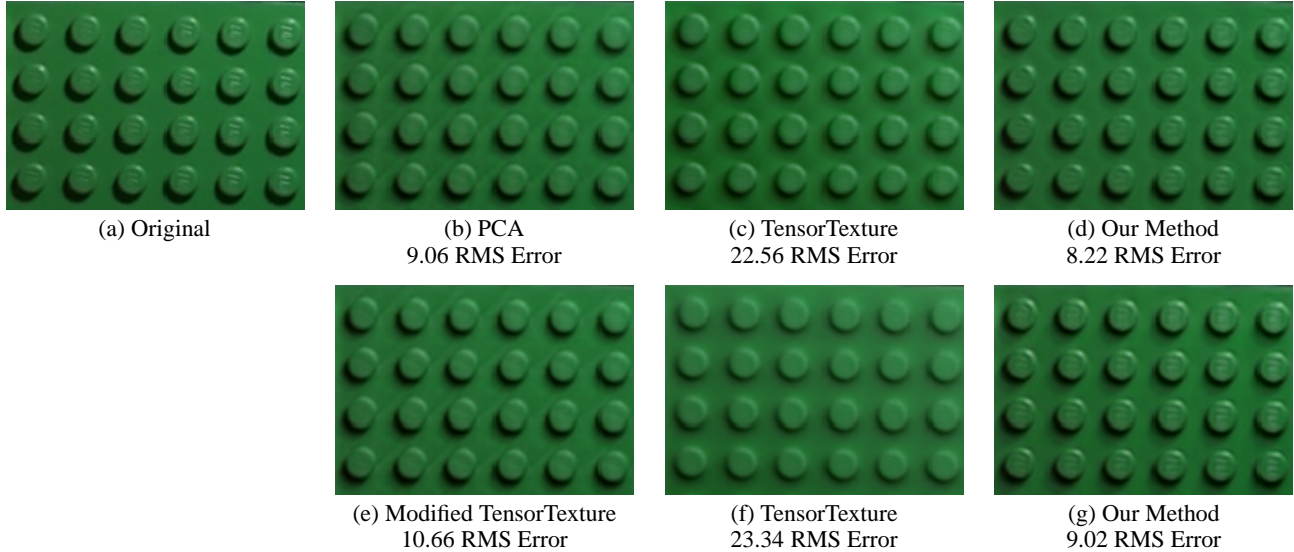 (a) Original
(b) PCA
9.06 RMS Error
(c) TensorTexture
22.56 RMS Error
(d) Our Method
8.22 RMS Error
(e) Modified TensorTexture
10.66 RMS Error
(f) TensorTexture
23.34 RMS Error
(g) Our Method
9.02 RMS Error